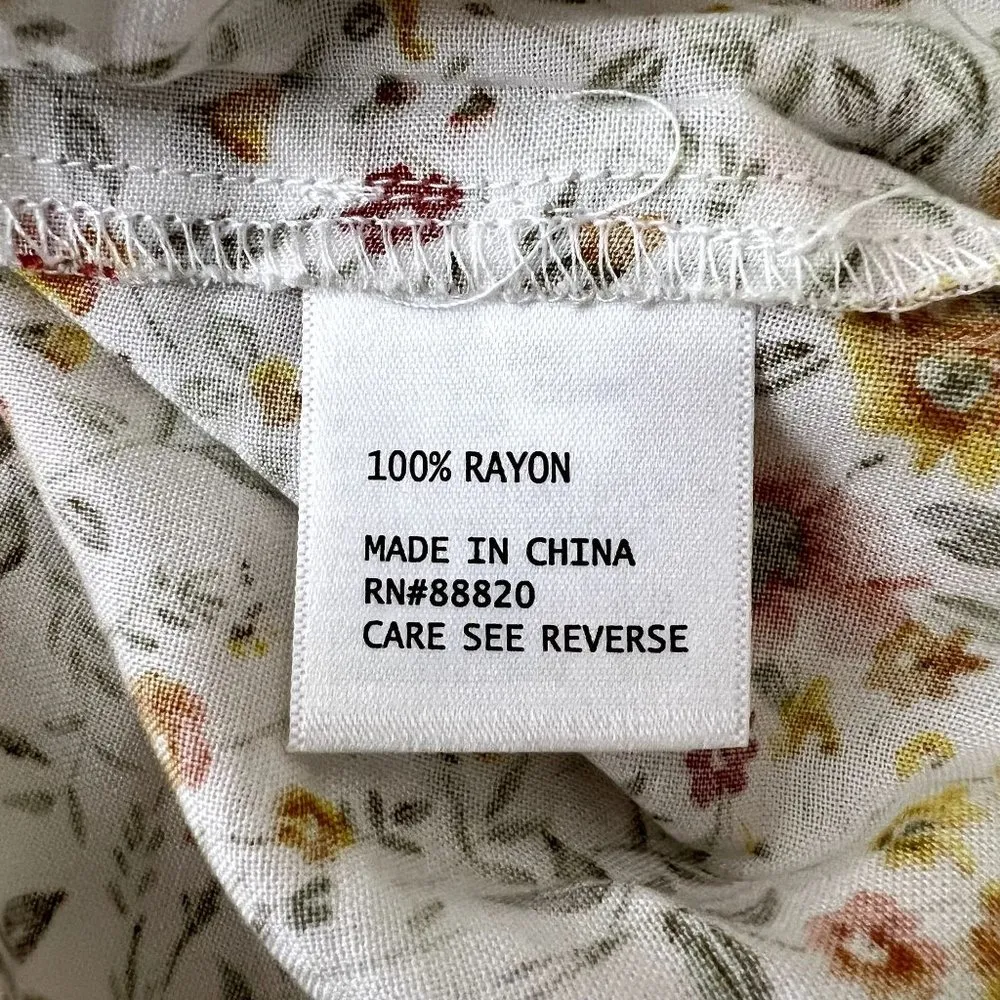 100% RAYON
MADE IN CHINA
RN#88820
CARE SEE REVERSE